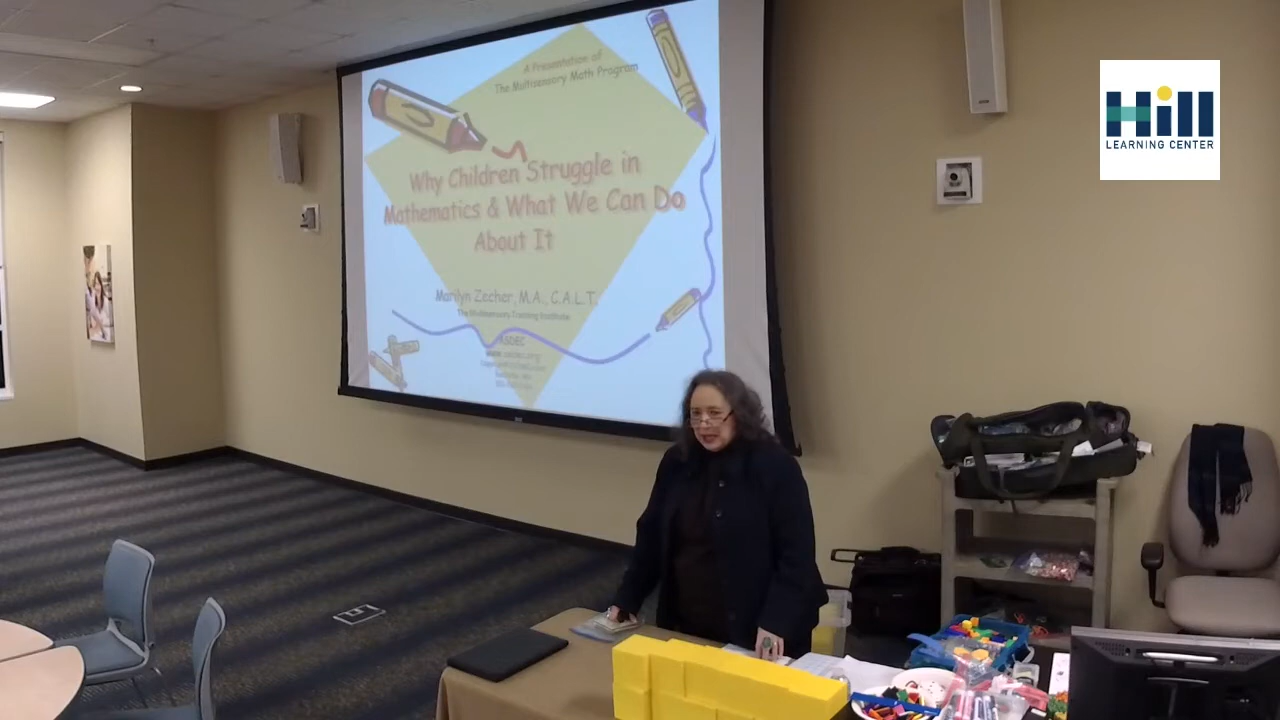 A Presentation of
The Multisensory Math Program
Why Children Struggle in
Mathematics & What We Can Do
About It
Marilyn Zecher, M.A., C.A.L.T.
The Multisensory Training Institute
ASDEC
Hill
LEARNING CENTER